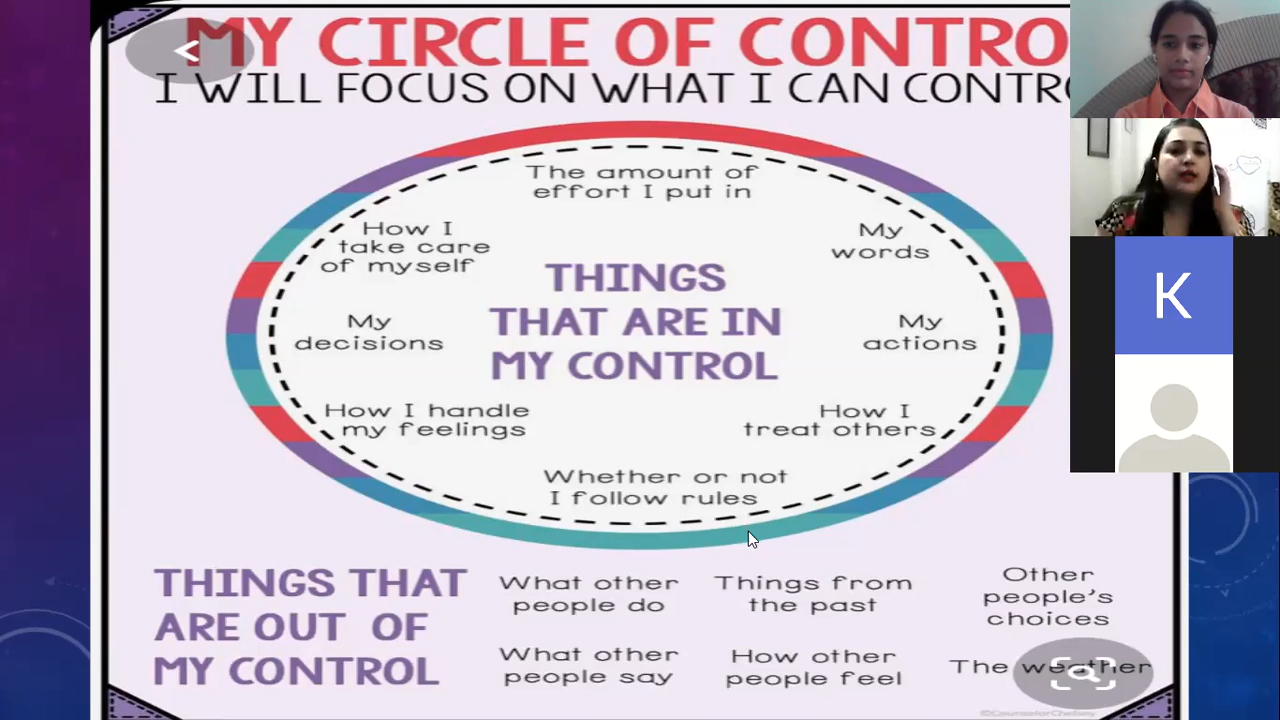 MY CIRCLE OF CONTRO
I WILL FOCUS ON WHAT I CAN CONTR
The amount of
effort I put in
How I
take care
of myself
My
words
THINGS
THAT ARE IN
MY CONTROL
My
decisions
My
actions
How I handle
my feelings
How I
treat others
Whether or not
I follow rules
THINGS THAT
ARE OUT OF
MY CONTROL
What other
people do
Things from
the past
Other
people's
choices
What other
people say
How other
people feel
The weather
©CounselorChelsey
K